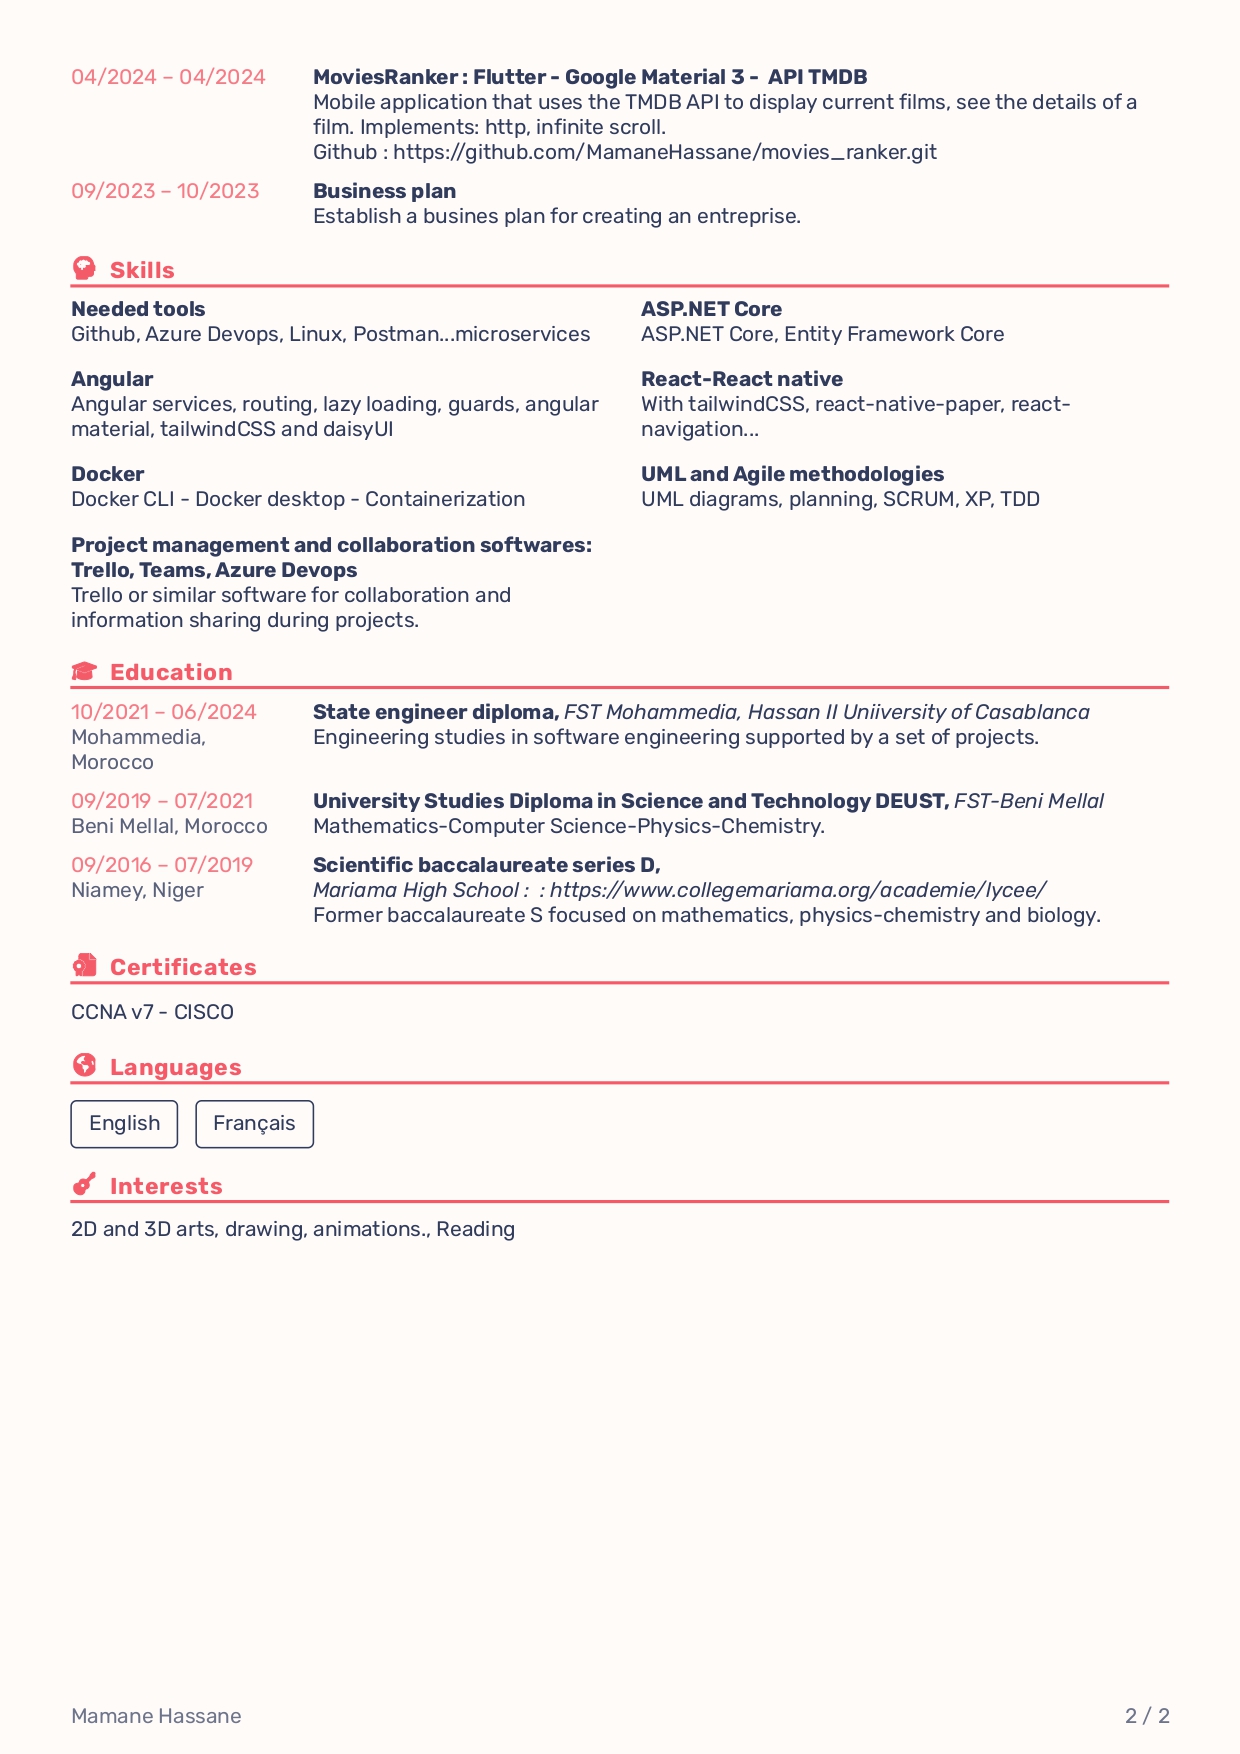 04/2024 – 04/2024
MoviesRanker : Flutter - Google Material 3 -  API TMDB
Mobile application that uses the TMDB API to display current films, see the details of a
film. Implements: http, infinite scroll.
Github : https://github.com/MamaneHassane/movies_ranker.git
09/2023 – 10/2023
Business plan
Establish a busines plan for creating an entreprise.
Skills
Needed tools
Github, Azure Devops, Linux, Postman...microservices
ASP.NET Core
ASP.NET Core, Entity Framework Core
Angular
Angular services, routing, lazy loading, guards, angular
material, tailwindCSS and daisyUI
React-React native
With tailwindCSS, react-native-paper, react-
navigation...
Docker
Docker CLI - Docker desktop - Containerization
UML and Agile methodologies
UML diagrams, planning, SCRUM, XP, TDD
Project management and collaboration softwares:
Trello, Teams, Azure Devops
Trello or similar software for collaboration and
information sharing during projects.
Education
10/2021 – 06/2024
Mohammedia,
Morocco
State engineer diploma, FST Mohammedia, Hassan II Uniiversity of Casablanca
Engineering studies in software engineering supported by a set of projects.
09/2019 – 07/2021
Beni Mellal, Morocco
University Studies Diploma in Science and Technology DEUST, FST-Beni Mellal
Mathematics-Computer Science-Physics-Chemistry.
09/2016 – 07/2019
Niamey, Niger
Scientific baccalaureate series D,
Mariama High School :  : https://www.collegemariama.org/academie/lycee/
Former baccalaureate S focused on mathematics, physics-chemistry and biology.
Certificates
CCNA v7 - CISCO
Languages
English
Français
Interests
2D and 3D arts, drawing, animations., Reading
Mamane Hassane
2 / 2